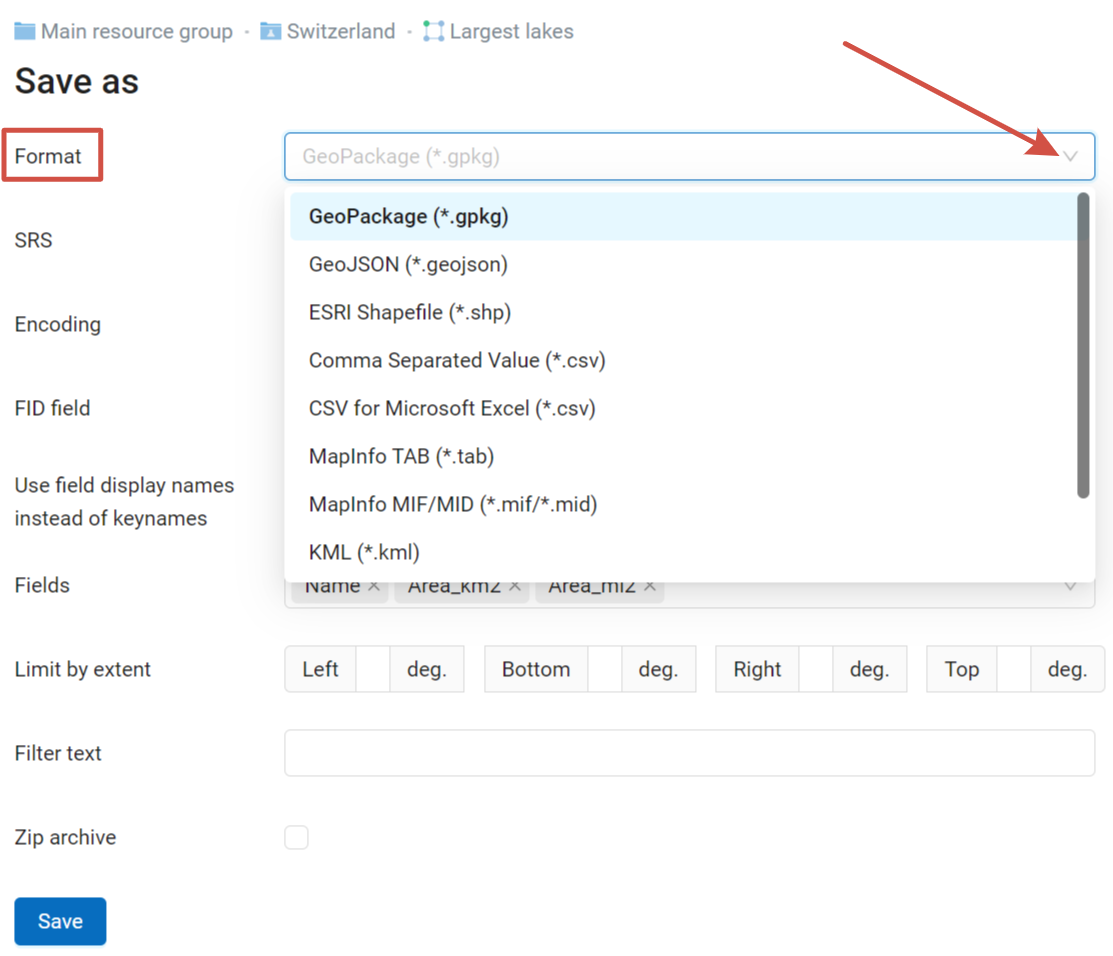 Main resource group · Switzerland · Largest lakes
Save as
Format
GeoPackage (*.gpkg)
GeoPackage (*.gpkg)
SRS
GeoJSON (*.geojson)
ESRI Shapefile (*.shp)
Encoding
Comma Separated Value (*.csv)
FID field
CSV for Microsoft Excel (*.csv)
MapInfo TAB (*.tab)
Use field display names
instead of keynames
MapInfo MIF/MID (*.mif/*.mid)
KML (*.kml)
Fields Name × Area_km2 × Area_mi2 ×
Limit by extent Left deg. Bottom deg. Right deg. Top deg.
Filter text
Zip archive
Save